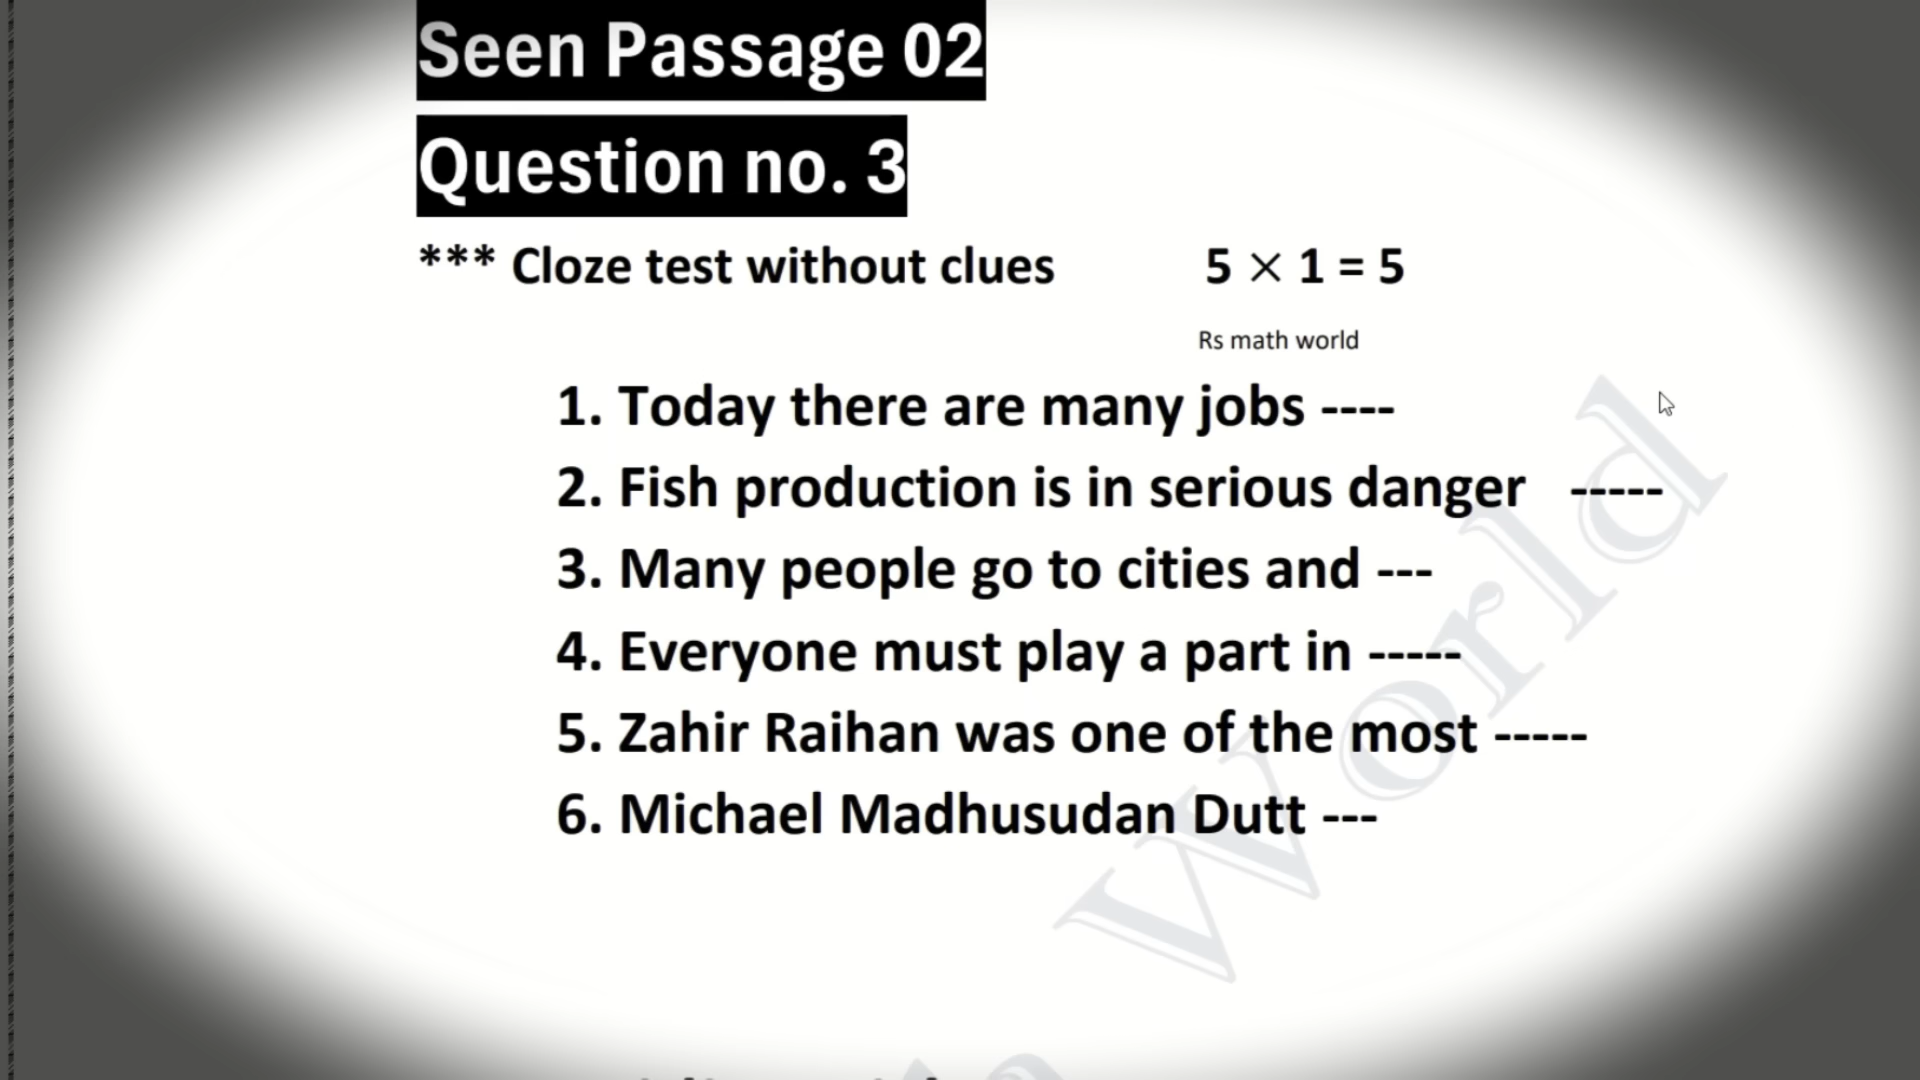 Seen Passage 02
Question no. 3
*** Cloze test without clues 5 × 1 = 5
Rs math world
1. Today there are many jobs ----
2. Fish production is in serious danger -----
3. Many people go to cities and ---
4. Everyone must play a part in -----
5. Zahir Raihan was one of the most -----
6. Michael Madhusudan Dutt ---
World